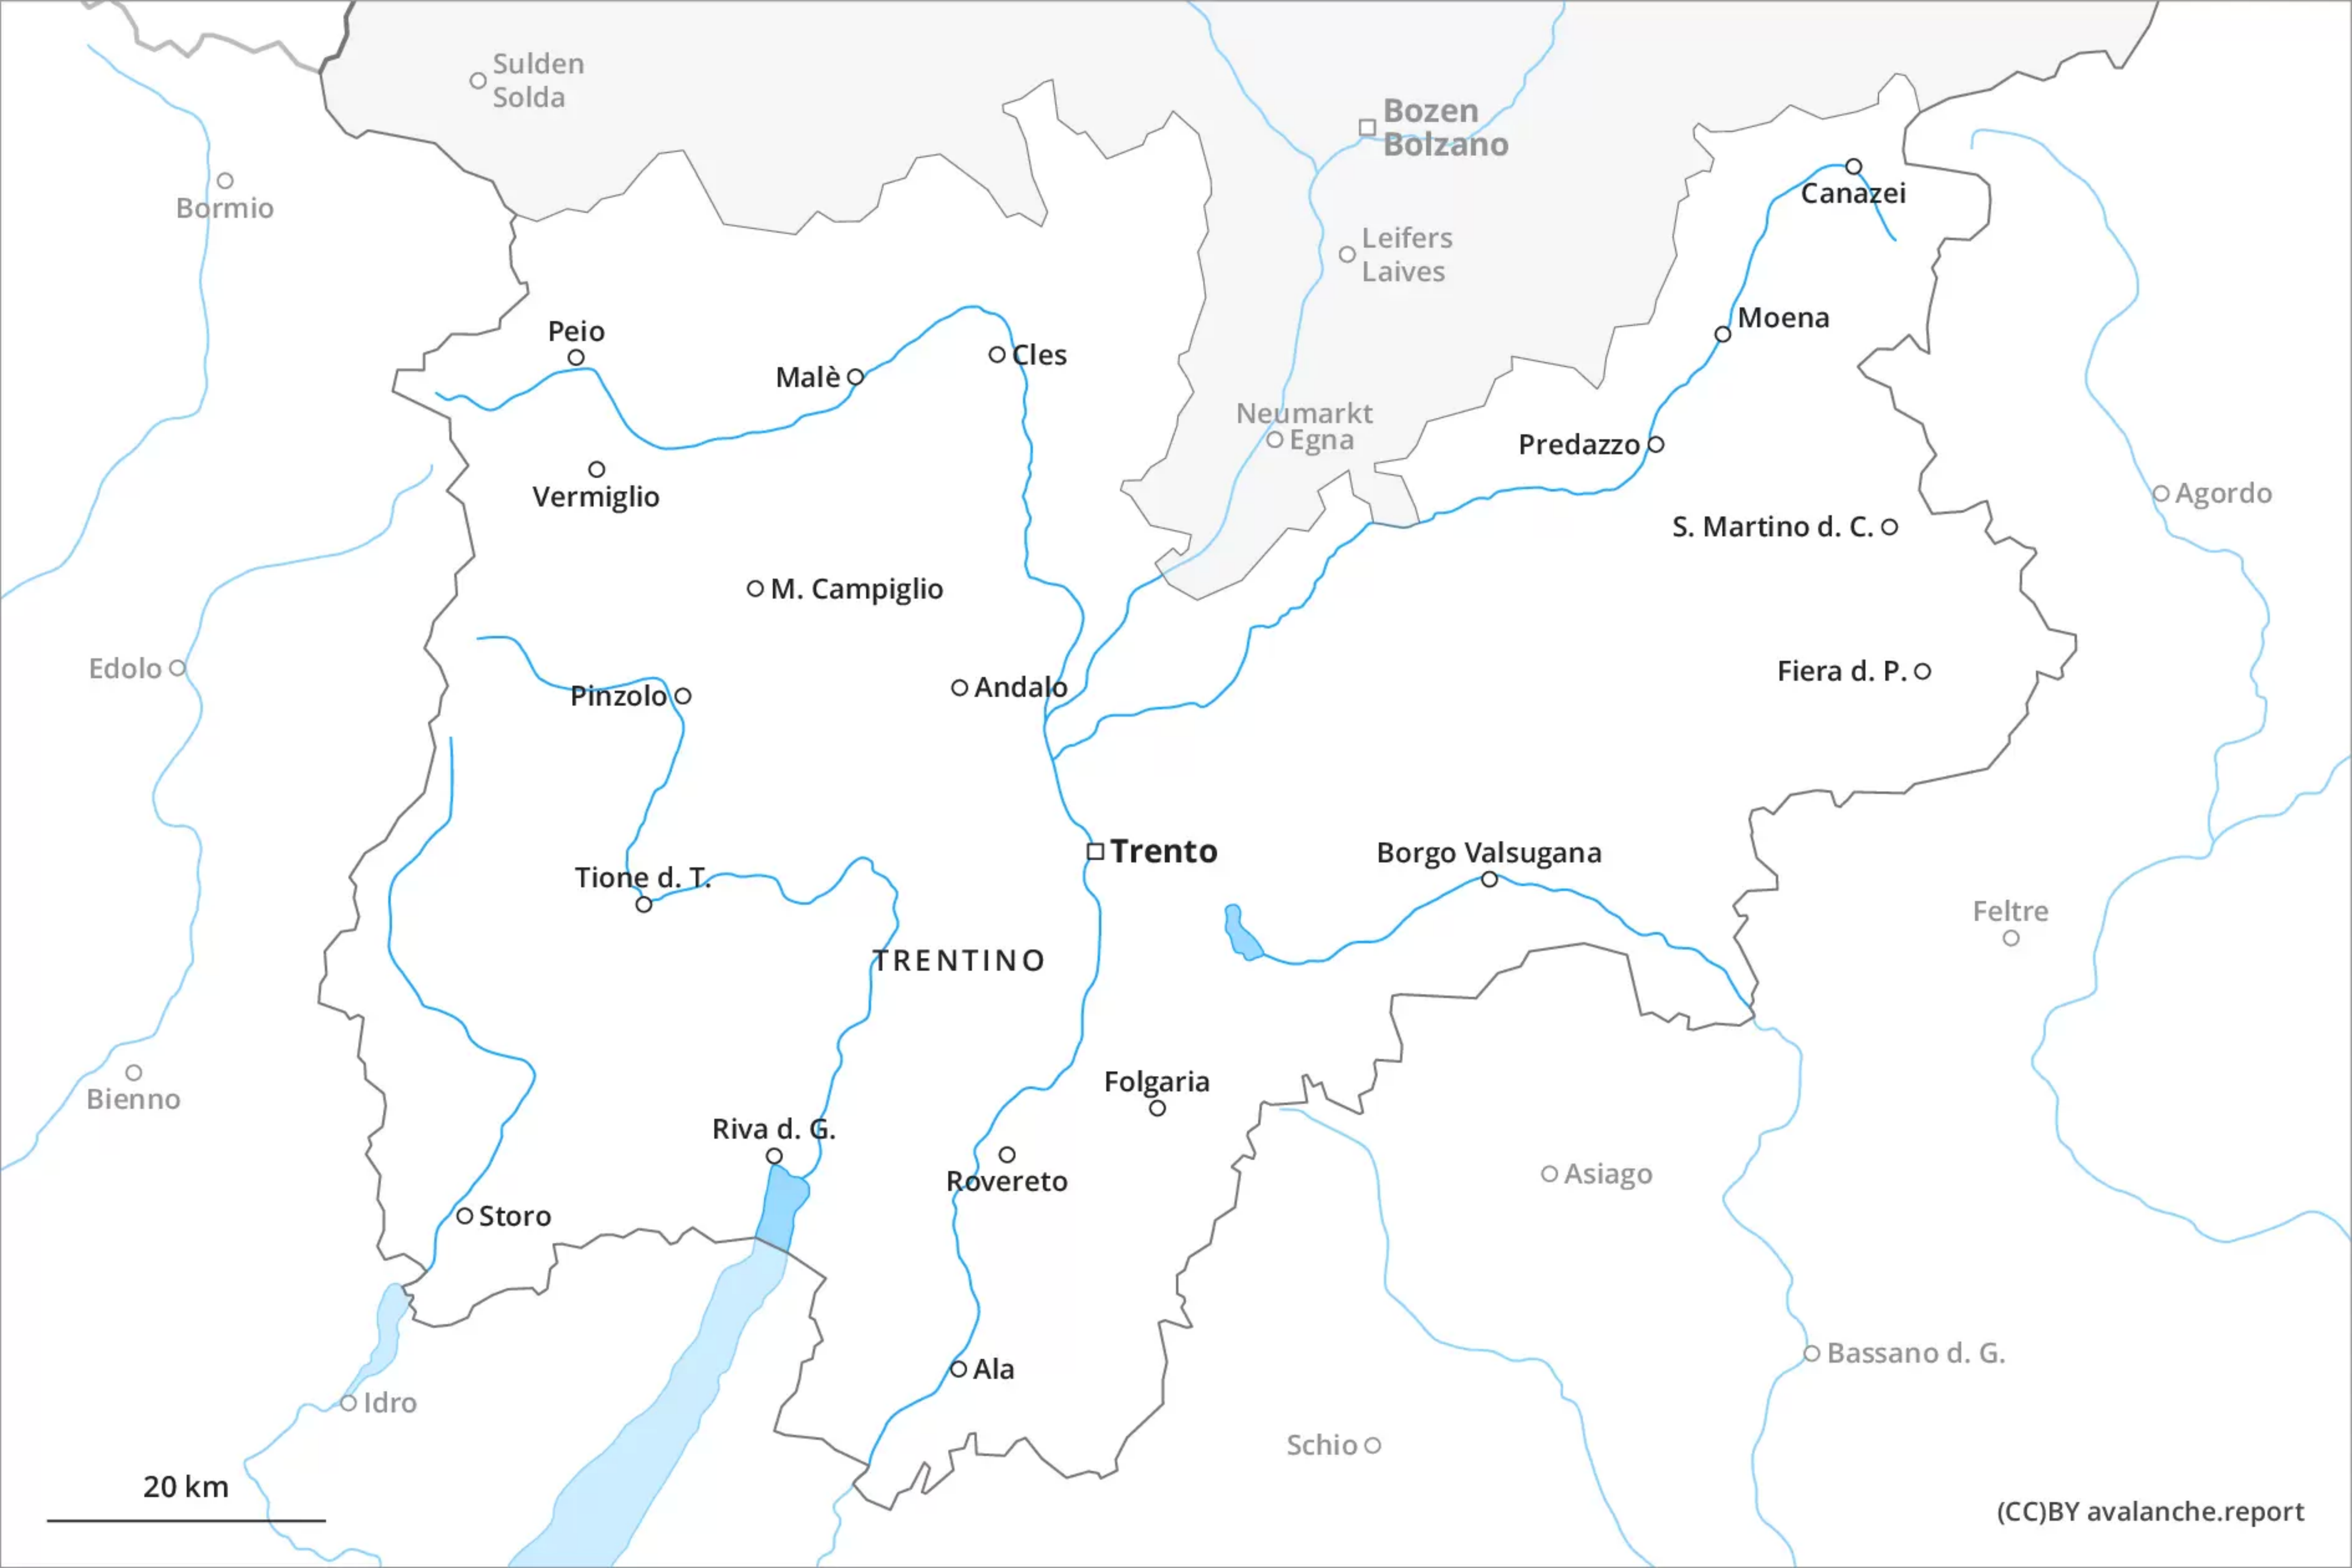 Sulden
Solda
Bozen
Bolzano
Canazei
Bormio
Leifers
Laives
Moena
Peio
Cles
Malè
Neumarkt
Egna
Predazzo
Vermiglio
Agordo
S. Martino d. C.
M. Campiglio
Edolo
Fiera d. P.
Andalo
Pinzolo
Trento
Borgo Valsugana
Tione d. T.
Feltre
TRENTINO
Folgaria
Bienno
Riva d. G.
Asiago
Rovereto
Storo
Bassano d. G.
Ala
Idro
Schio
20 km
(CC)BY avalanche.report